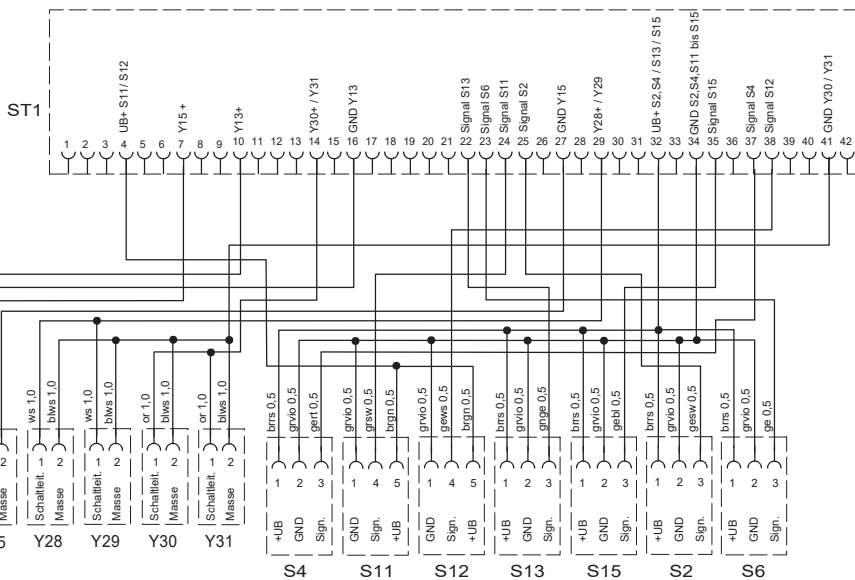 ST1
UB+ S11/ S12
Y15 +
Y13+
Y30+ / Y31
GND Y13
Signal S13
Signal S6
Signal S11
Signal S2
GND Y15
Y28+ / Y29
UB+ S2,S4 / S13 / S15
GND S2,S4,S11 bis S15
Signal S15
Signal S4
Signal S12
GND Y30 / Y31
1 2 3 4 5 6 7 8 9 10 11 12 13 14 15 16 17 18 19 20 21 22 23 24 25 26 27 28 29 30 31 32 33 34 35 36 37 38 39 40 41 42
ws 1,0
blws 1,0
ws 1,0
blws 1,0
or 1,0
blws 1,0
or 1,0
blws 1,0
brrs 0,5
grvio 0,5
gert 0,5
grvio 0,5
grsw 0,5
brgn 0,5
grvio 0,5
gews 0,5
brgn 0,5
brrs 0,5
grvio 0,5
gnge 0,5
brrs 0,5
grvio 0,5
gebl 0,5
brrs 0,5
grvio 0,5
gesw 0,5
brrs 0,5
grvio 0,5
ge 0,5
2 1 2 1 2 1 2 1 2
1 2 3 1 4 5 1 4 5 1 2 3 1 2 3 1 2 3 1 2 3
Masse
Schaltleit.
Masse
Schaltleit.
Masse
Schaltleit.
Masse
Schaltleit.
Masse
+UB
GND
Sign.
GND
Sign.
+UB
GND
Sign.
+UB
+UB
GND
Sign.
+UB
GND
Sign.
+UB
GND
Sign.
+UB
GND
Sign.
5 Y28 Y29 Y30 Y31
S4 S11 S12 S13 S15 S2 S6